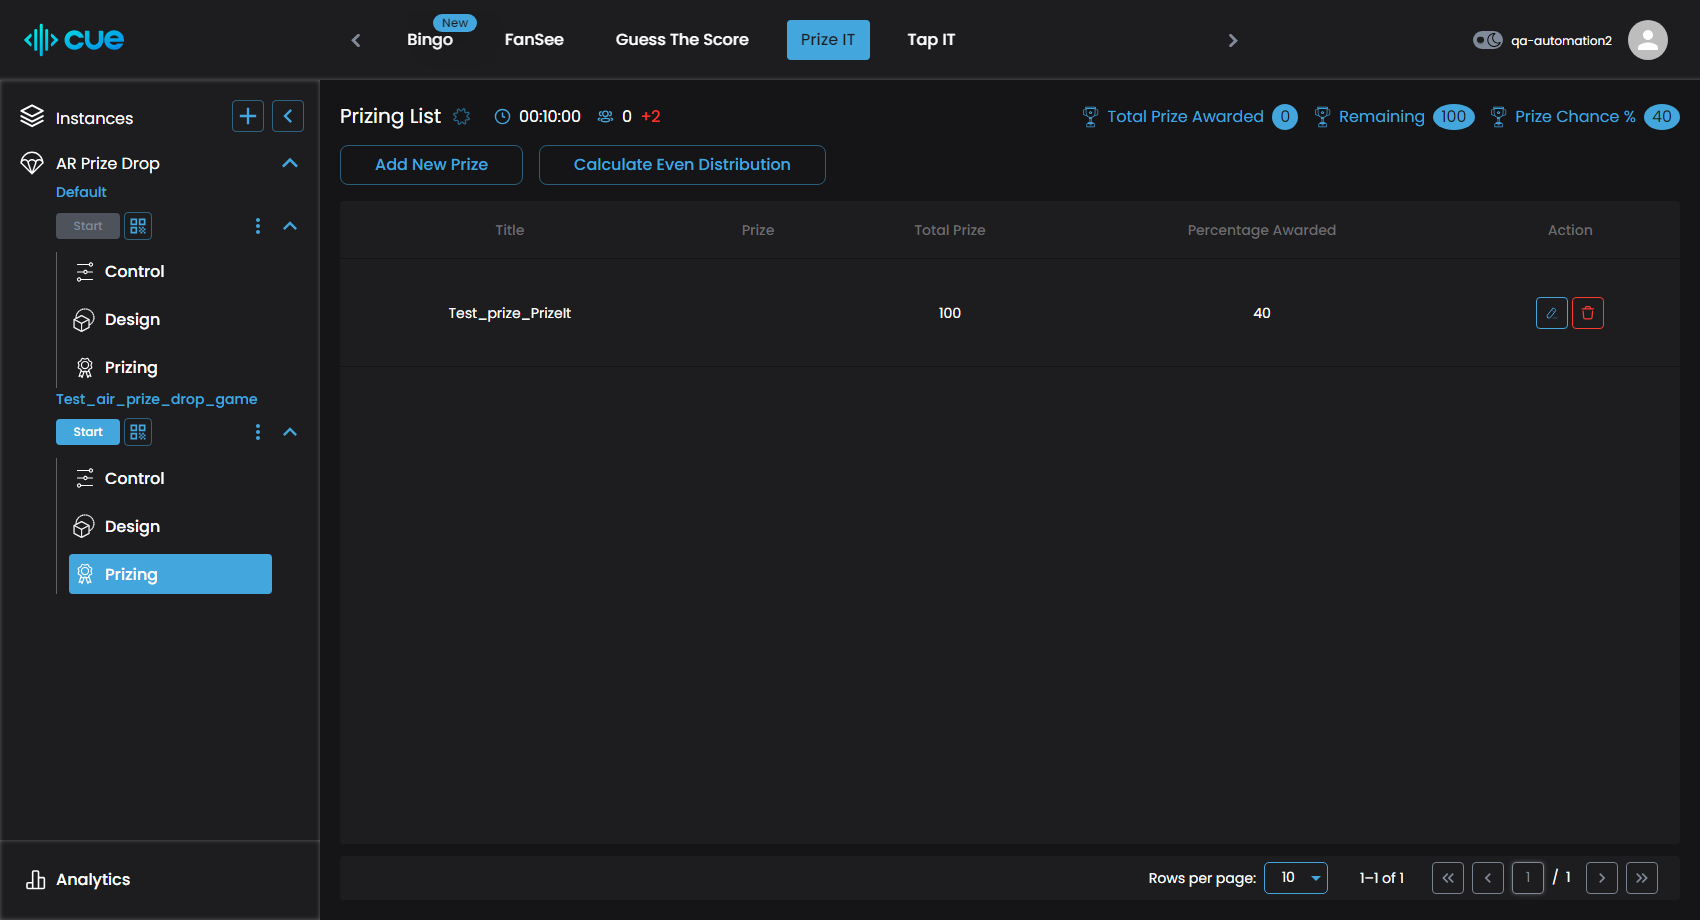 cue
New
Bingo
FanSee
Guess The Score
Prize IT
Tap IT
qa-automation2
Instances
AR Prize Drop
Default
Start
Control
Design
Prizing
Test_air_prize_drop_game
Start
Control
Design
Prizing
Analytics
Prizing List
00:10:00
0 +2
Total Prize Awarded 0
Remaining 100
Prize Chance % 40
Add New Prize
Calculate Even Distribution
Title Prize Total Prize Percentage Awarded Action
Test_prize_PrizeIt 100 40
Rows per page: 10 1–1 of 1 1 / 1